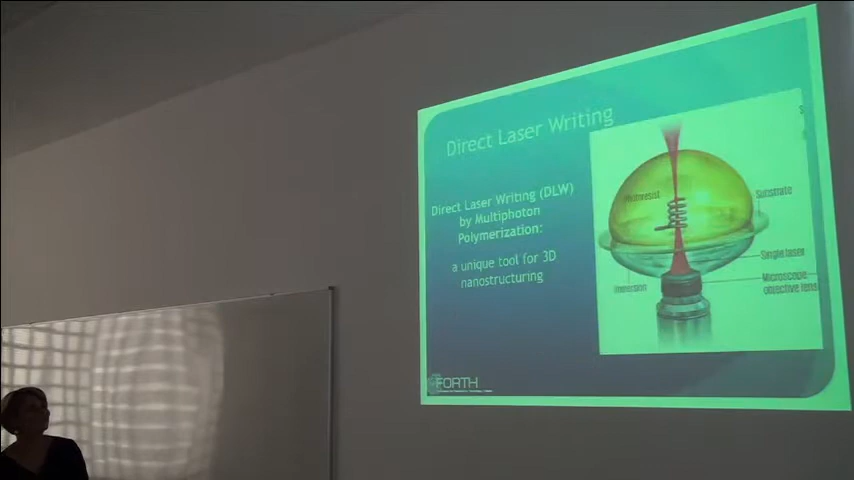 Direct Laser Writing
Direct Laser Writing (DLW)
by Multiphoton
Polymerization:
a unique tool for 3D
nanostructuring
Photoresist
Substrate
Single laser
Immersion
Microscope
objective lens
FORTH